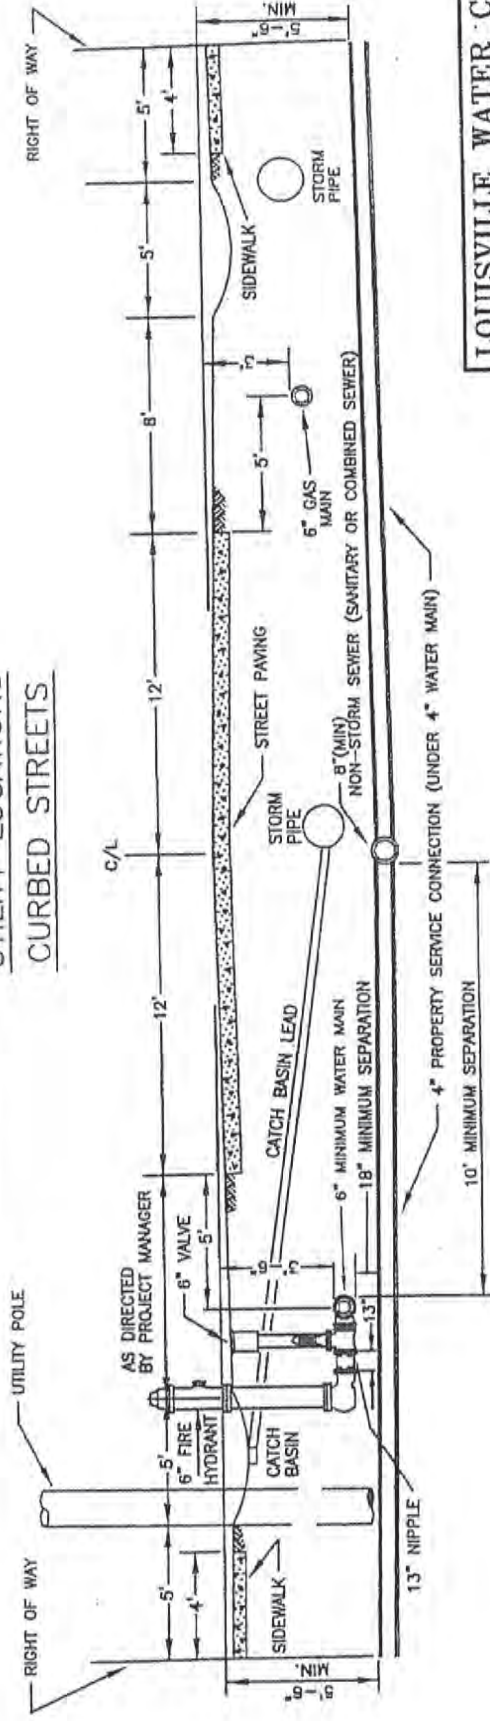 CURBED STREETS
RIGHT OF WAY
UTILITY POLE
AS DIRECTED
BY PROJECT MANAGER
6" VALVE
C/L
RIGHT OF WAY
5'
4'
5'
6" FIRE
HYDRANT
5'
12'
12'
8'
5'
5'
4'
STREET PAVING
SIDEWALK
SIDEWALK
CATCH
BASIN
CATCH BASIN LEAD
STORM
PIPE
3'
5'
6" GAS
MAIN
STORM
PIPE
5'-6"
MIN.
5'-6"
MIN.
13"
13" NIPPLE
6" MINIMUM WATER MAIN
18" MINIMUM SEPARATION
8"(MIN)
NON-STORM SEWER (SANITARY OR COMBINED SEWER)
4" PROPERTY SERVICE CONNECTION (UNDER 4" WATER MAIN)
10' MINIMUM SEPARATION
LOUISVILLE WATER C